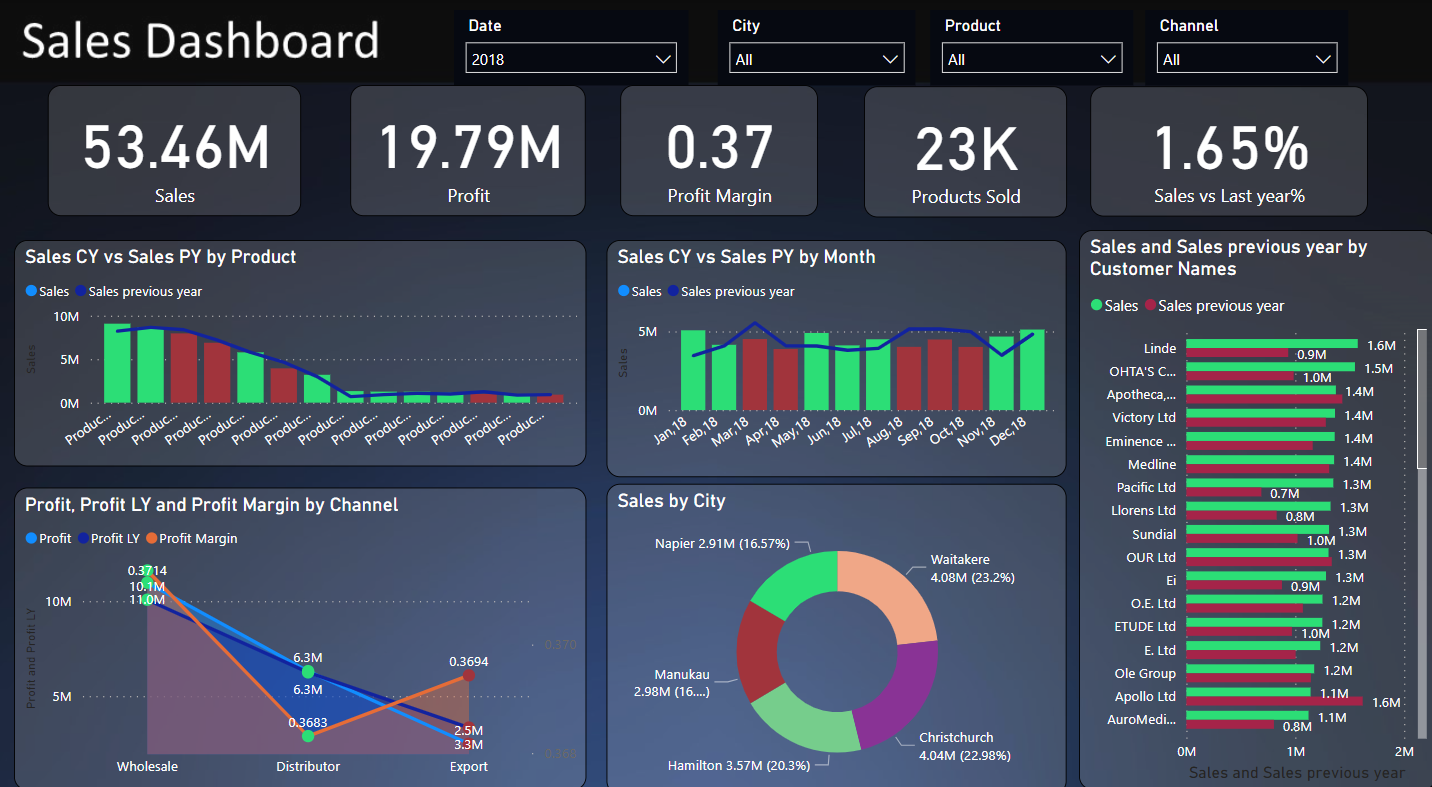 Sales Dashboard
Date
2018
City
All
Product
All
Channel
All
53.46M
Sales
19.79M
Profit
0.37
Profit Margin
23K
Products Sold
1.65%
Sales vs Last year%
Sales CY vs Sales PY by Product
Sales Sales previous year
10M
5M
0M
Sales
Produc...
Produc...
Produc...
Produc...
Produc...
Produc...
Produc...
Produc...
Produc...
Produc...
Produc...
Produc...
Produc...
Produc...
Sales CY vs Sales PY by Month
Sales Sales previous year
5M
0M
Sales
Jan,18
Feb,18
Mar,18
Apr,18
May,18
Jun,18
Jul,18
Aug,18
Sep,18
Oct,18
Nov,18
Dec,18
Sales and Sales previous year by
Customer Names
Sales Sales previous year
Linde 1.6M
0.9M
OHTA'S C... 1.5M
1.0M
Apotheca,... 1.4M
Victory Ltd 1.4M
Eminence ... 1.4M
Medline 1.4M
Pacific Ltd 1.3M
0.7M
Llorens Ltd 1.3M
0.8M
Sundial 1.3M
1.0M
OUR Ltd 1.3M
Ei 1.3M
0.9M
O.E. Ltd 1.2M
ETUDE Ltd 1.2M
1.0M
E. Ltd 1.2M
Ole Group 1.2M
Apollo Ltd 1.1M
1.6M
AuroMedi... 1.1M
0.8M
0M 1M 2M
Sales and Sales previous year
Profit, Profit LY and Profit Margin by Channel
Profit Profit LY Profit Margin
Profit and Profit LY
10M
5M
0.3714
10.1M
11.0M
6.3M
6.3M
0.3683
0.3694
2.5M
3.3M
0.370
0.368
Wholesale Distributor Export
Sales by City
Napier 2.91M (16.57%)
Waitakere
4.08M (23.2%)
Manukau
2.98M (16....)
Christchurch
4.04M (22.98%)
Hamilton 3.57M (20.3%)